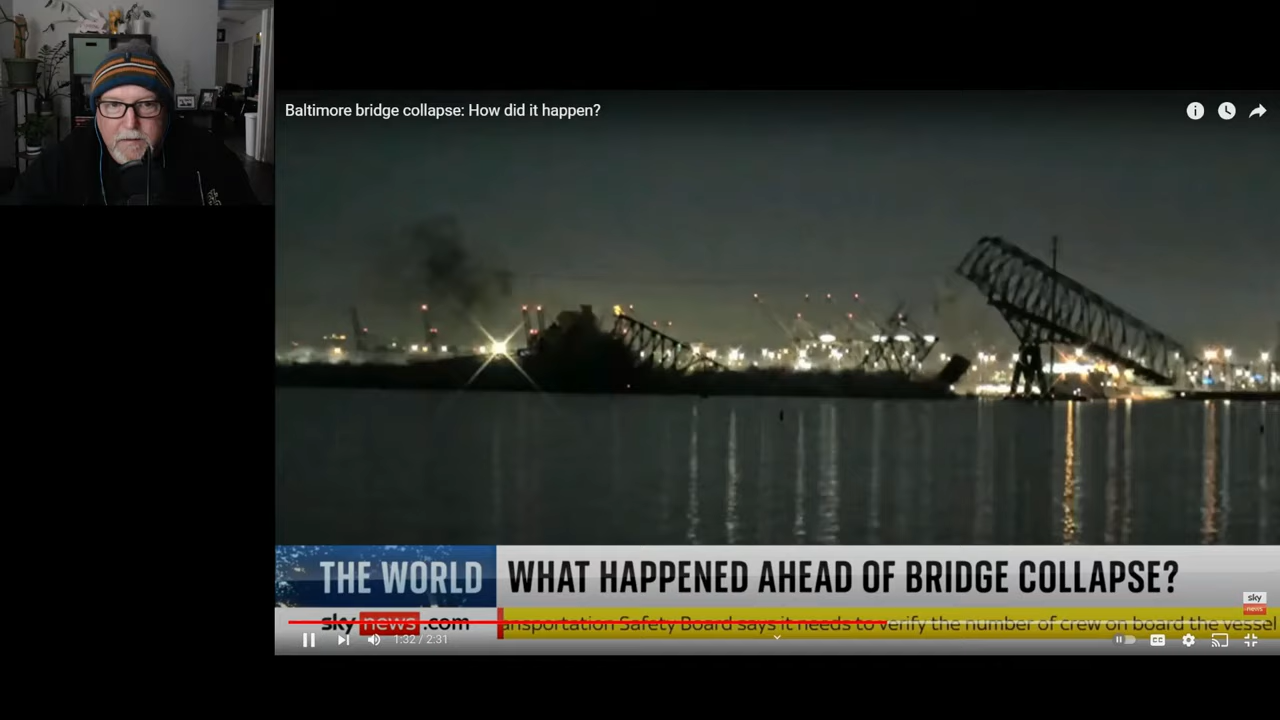 Baltimore bridge collapse: How did it happen?
THE WORLD
WHAT HAPPENED AHEAD OF BRIDGE COLLAPSE?
sky news
sky news .com
ansportation Safety Board says it needs to verify the number of crew on board the vessel
1:32 / 2:31
CC